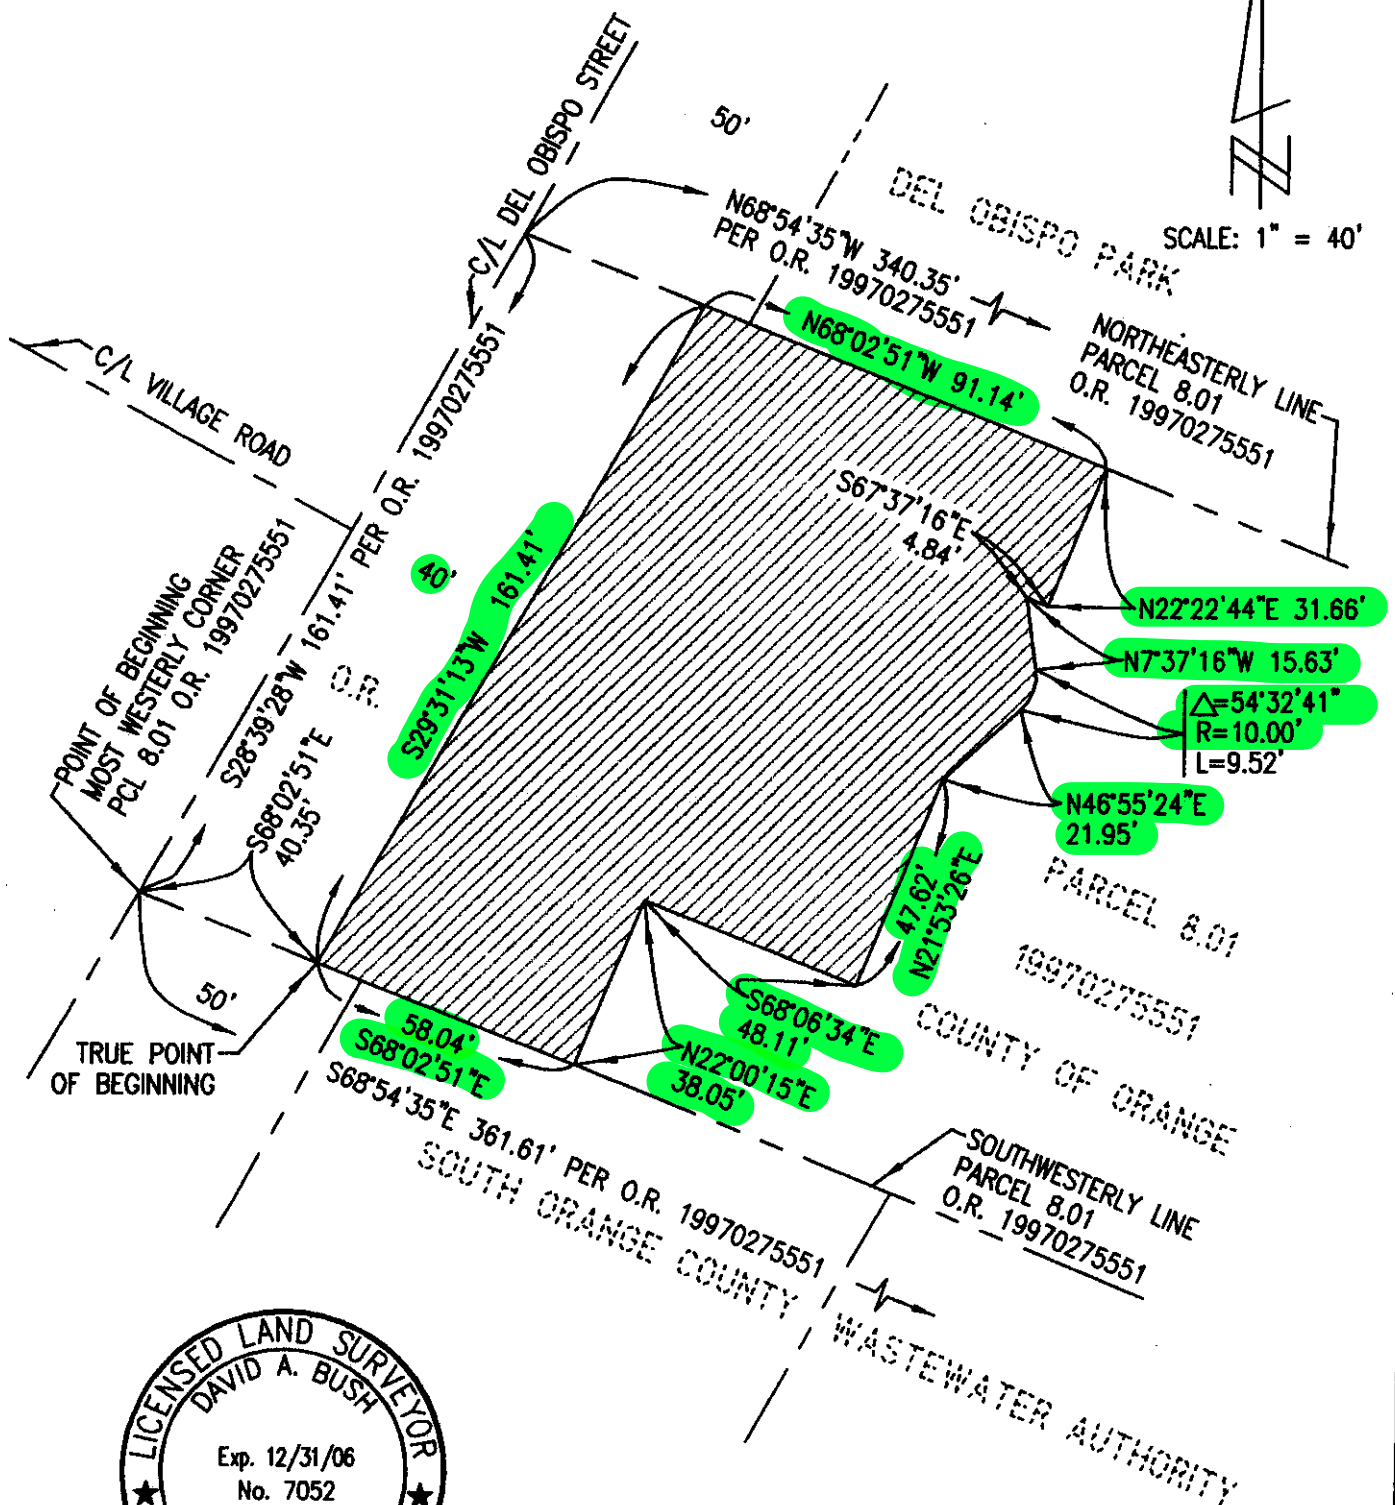 C/L DEL OBISPO STREET
50'
DEL OBISPO PARK
SCALE: 1" = 40'
N68°54'35"W 340.35'
PER O.R. 19970275551
N68°02'51"W 91.14'
NORTHEASTERLY LINE
PARCEL 8.01
O.R. 19970275551
C/L VILLAGE ROAD
S28°39'28"W 161.41' PER O.R. 19970275551
S67°37'16"E
4.84'
40'
S29°31'13"W 161.41'
N22°22'44"E 31.66'
N7°37'16"W 15.63'
Δ=54°32'41"
R=10.00'
L=9.52'
N46°55'24"E
21.95'
POINT OF BEGINNING
MOST WESTERLY CORNER
PCL 8.01 O.R. 19970275551
O.R.
S68°02'51"E
40.35'
47.62'
N21°53'26"E
PARCEL 8.01
19970275551
COUNTY OF ORANGE
50'
TRUE POINT
OF BEGINNING
58.04'
S68°02'51"E
S68°06'34"E
48.11'
N22°00'15"E
38.05'
S68°54'35"E 361.61' PER O.R. 19970275551
SOUTH ORANGE COUNTY WASTEWATER AUTHORITY
SOUTHWESTERLY LINE
PARCEL 8.01
O.R. 19970275551
LICENSED LAND SURVEYOR
DAVID A. BUSH
Exp. 12/31/06
No. 7052